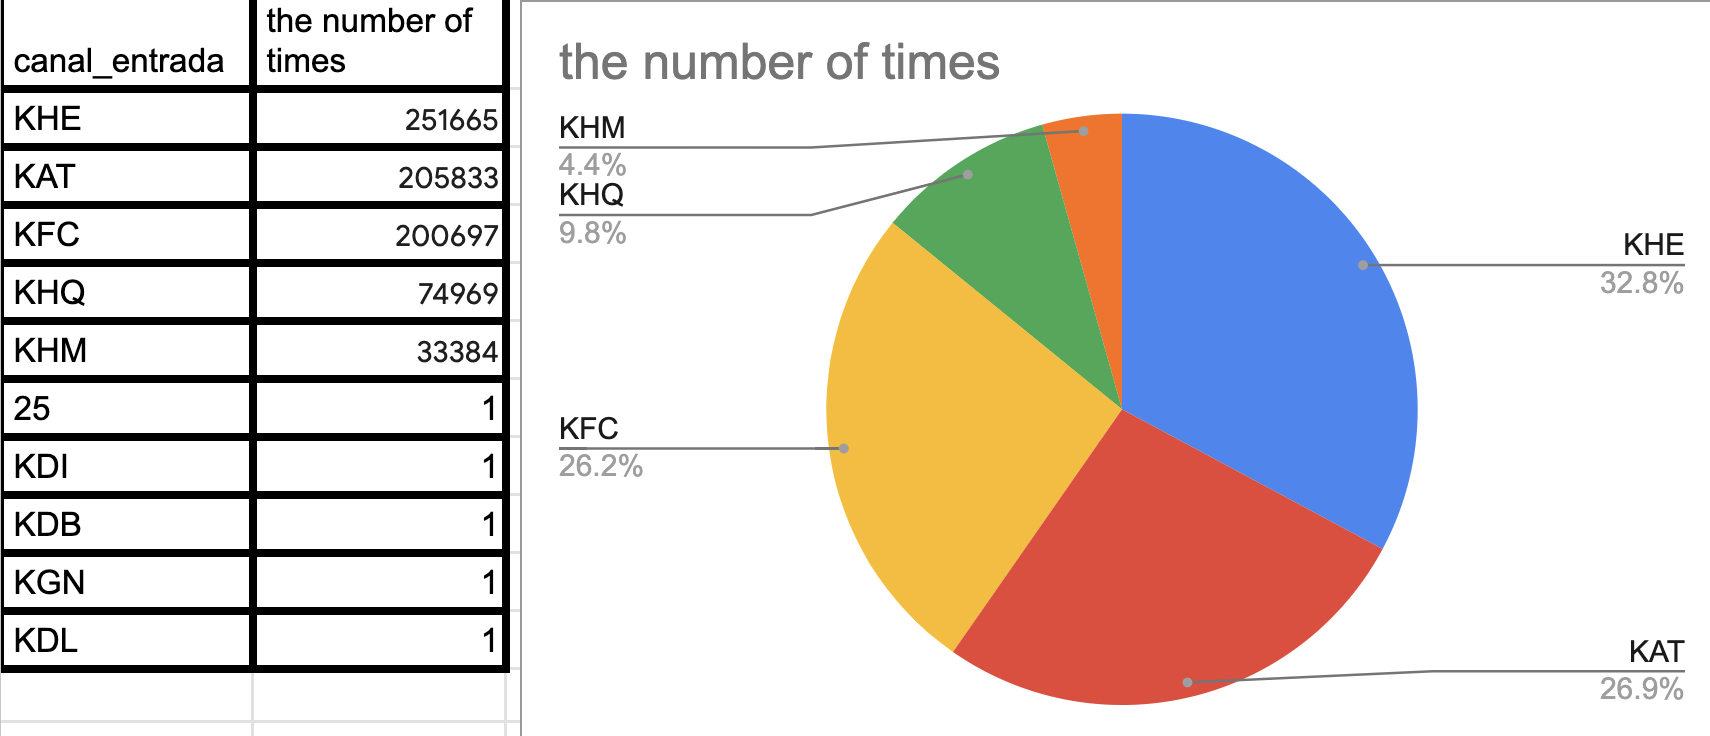 canal_entrada the number of times
KHE 251665
KAT 205833
KFC 200697
KHQ 74969
KHM 33384
25 1
KDI 1
KDB 1
KGN 1
KDL 1
the number of times
KHM
4.4%
KHQ
9.8%
KFC
26.2%
KHE
32.8%
KAT
26.9%